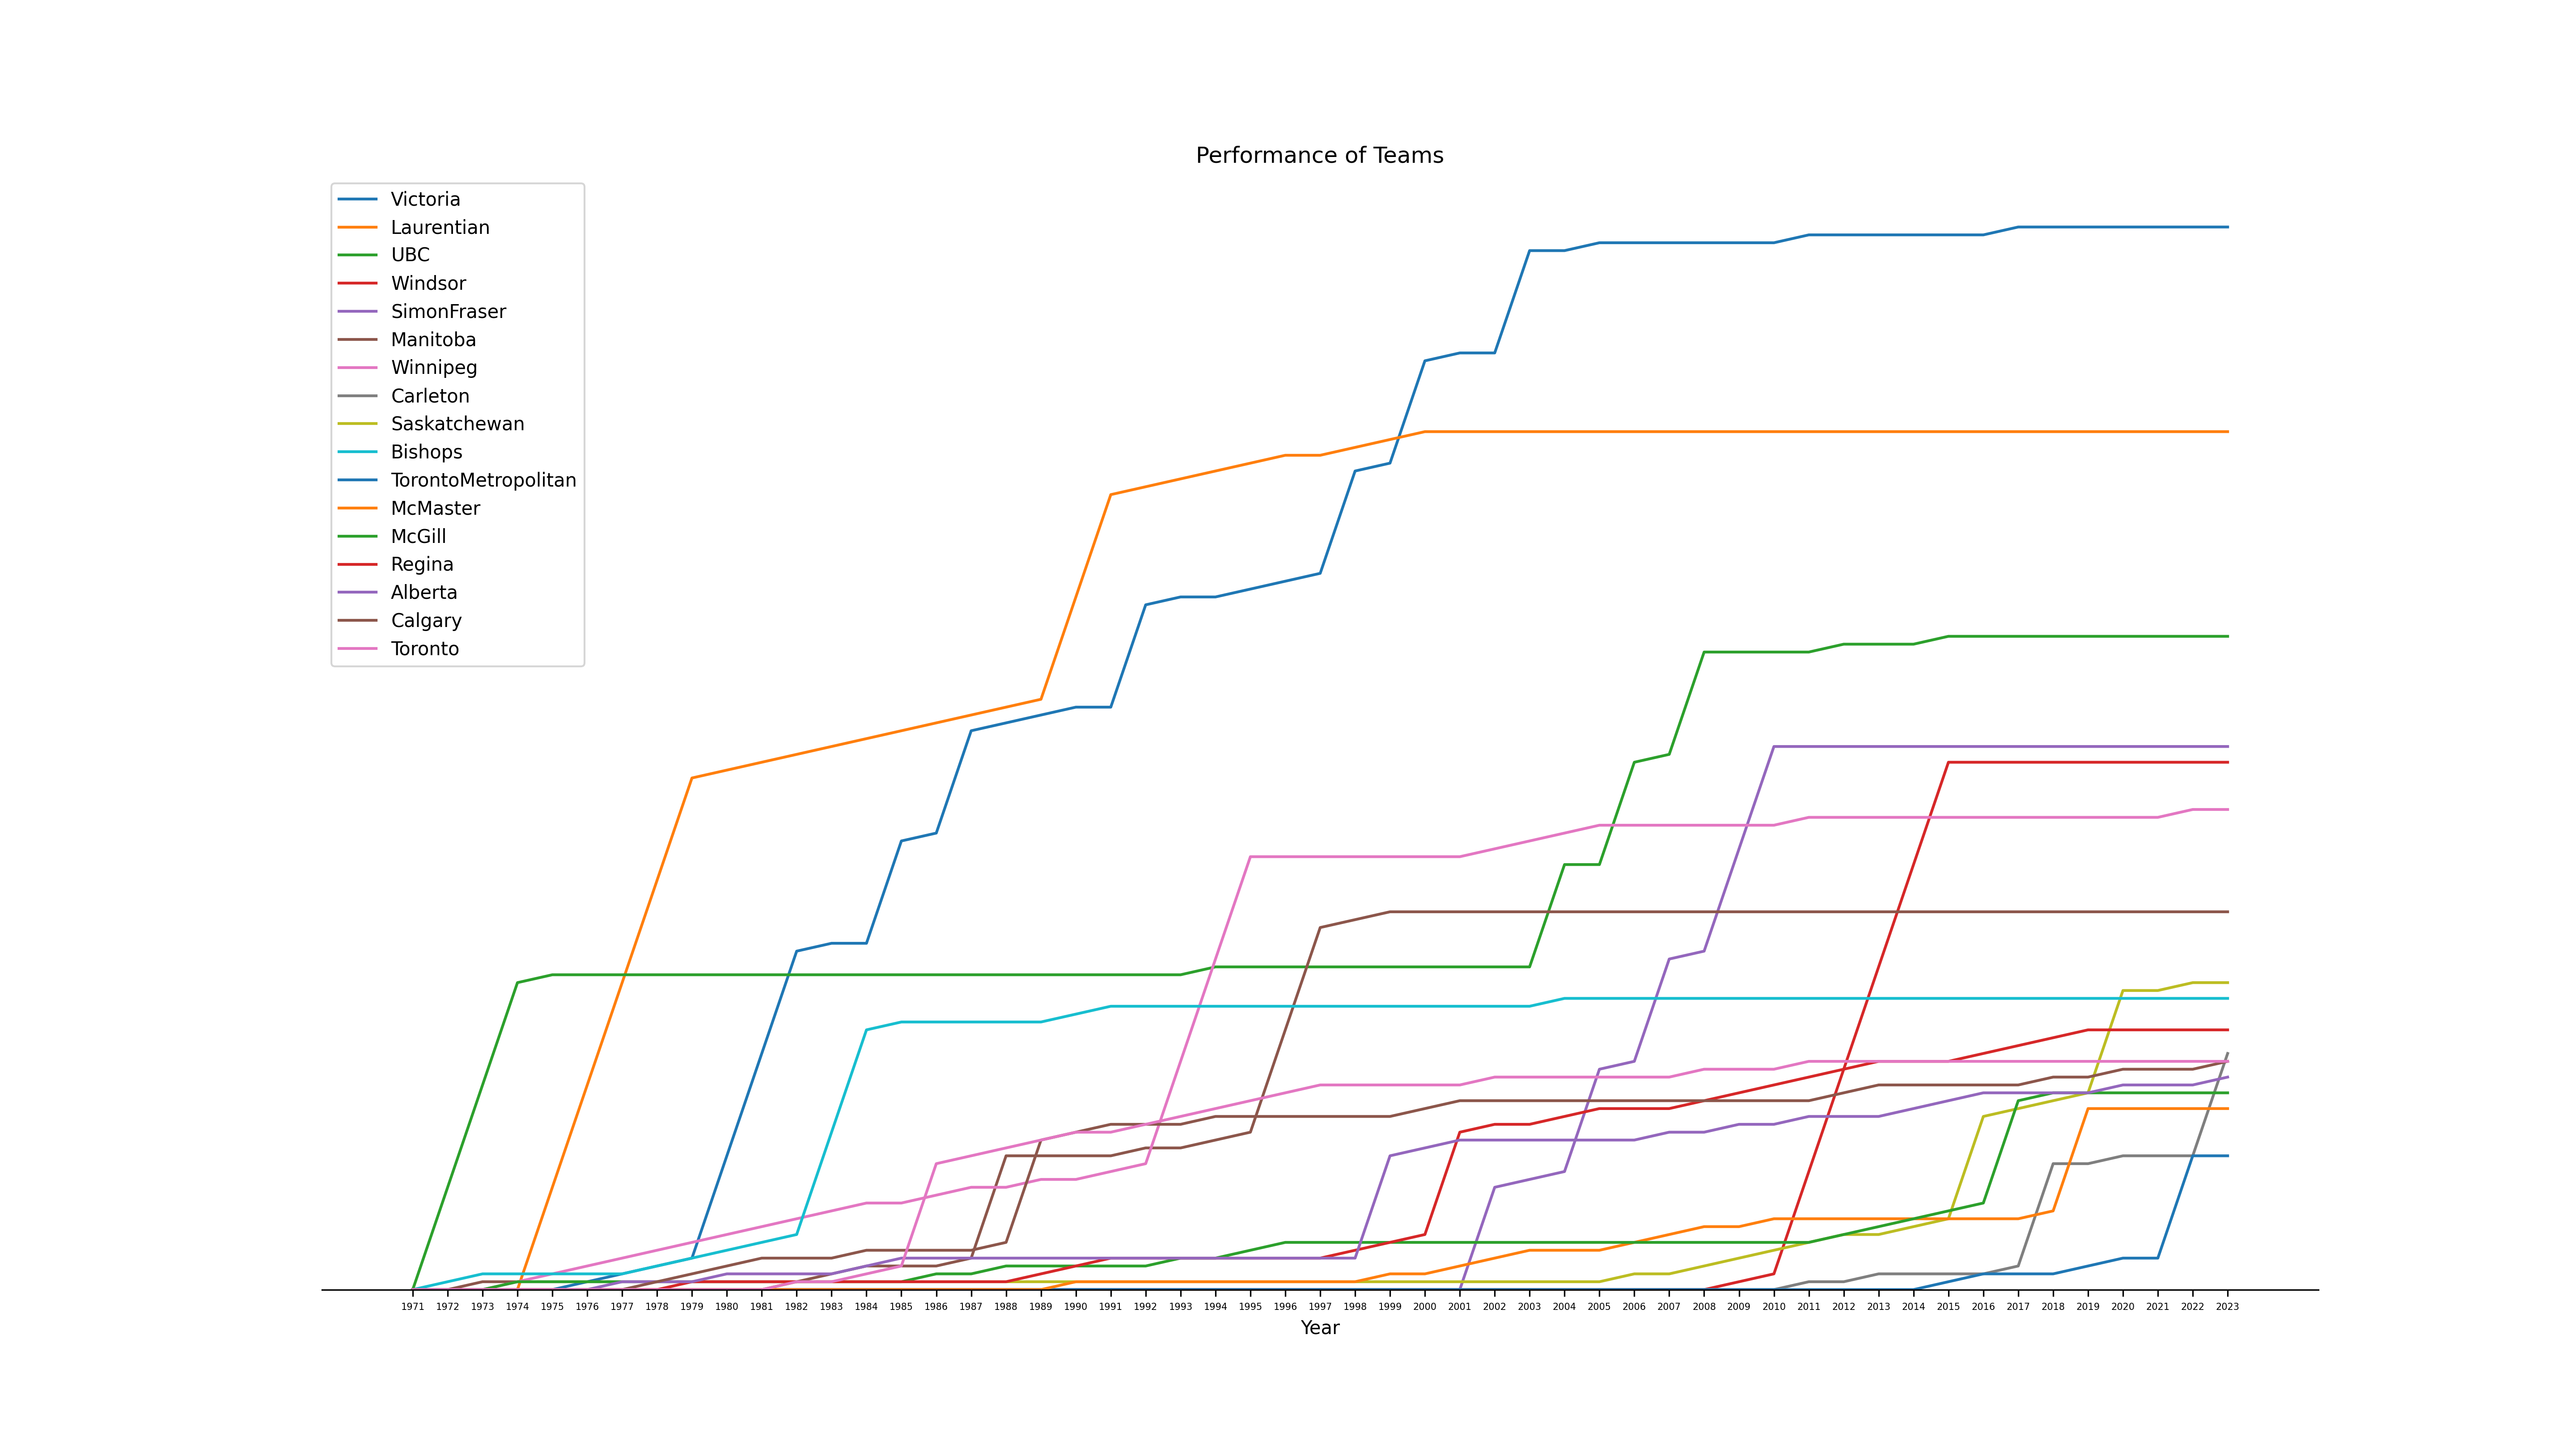 Performance of Teams
Victoria
Laurentian
UBC
Windsor
SimonFraser
Manitoba
Winnipeg
Carleton
Saskatchewan
Bishops
TorontoMetropolitan
McMaster
McGill
Regina
Alberta
Calgary
Toronto
1971 1972 1973 1974 1975 1976 1977 1978 1979 1980 1981 1982 1983 1984 1985 1986 1987 1988 1989 1990 1991 1992 1993 1994 1995 1996 1997 1998 1999 2000 2001 2002 2003 2004 2005 2006 2007 2008 2009 2010 2011 2012 2013 2014 2015 2016 2017 2018 2019 2020 2021 2022 2023
Year